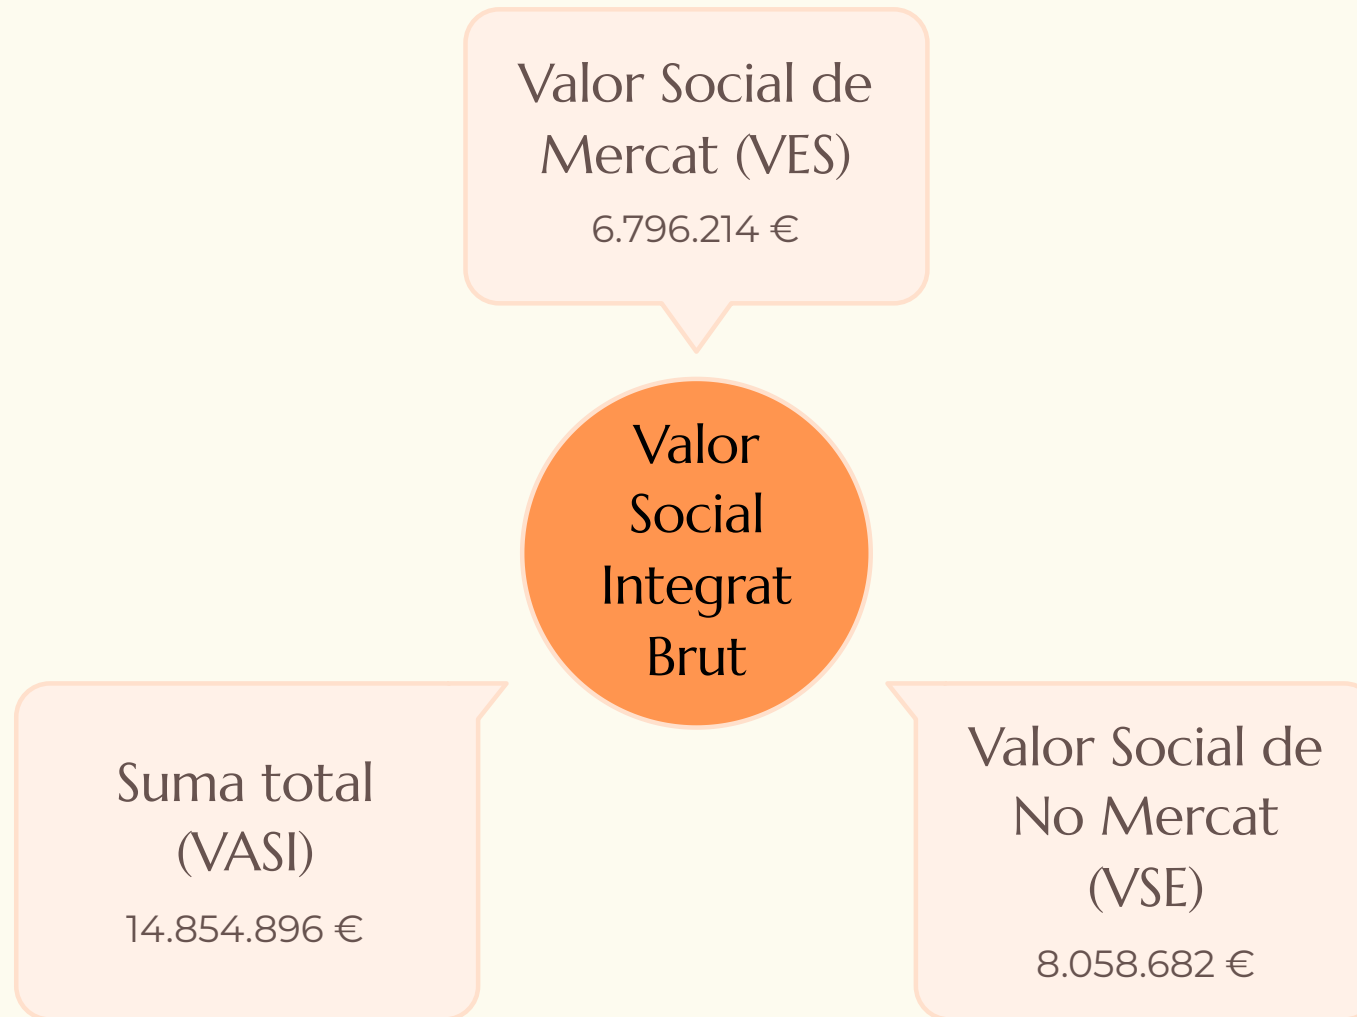 Valor Social de
Mercat (VES)
6.796.214 €
Valor
Social
Integrat
Brut
Suma total
(VASI)
14.854.896 €
Valor Social de
No Mercat
(VSE)
8.058.682 €